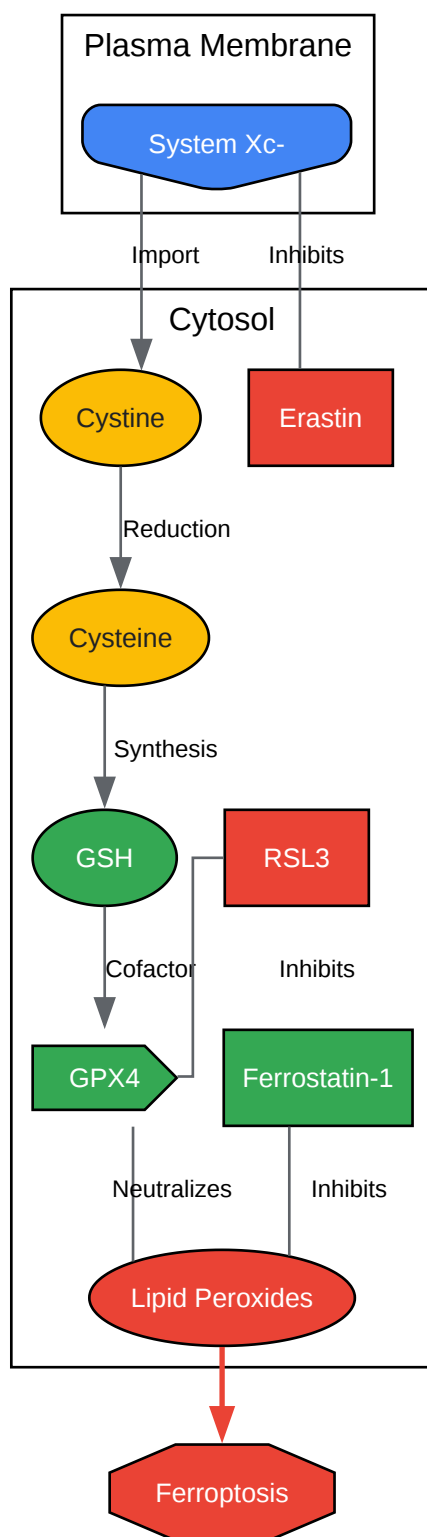 Plasma Membrane
System Xc-
Import
Inhibits
Cytosol
Cystine
Erastin
Reduction
Cysteine
Synthesis
GSH
RSL3
Cofactor
Inhibits
GPX4
Ferrostatin-1
Neutralizes
Inhibits
Lipid Peroxides
Ferroptosis